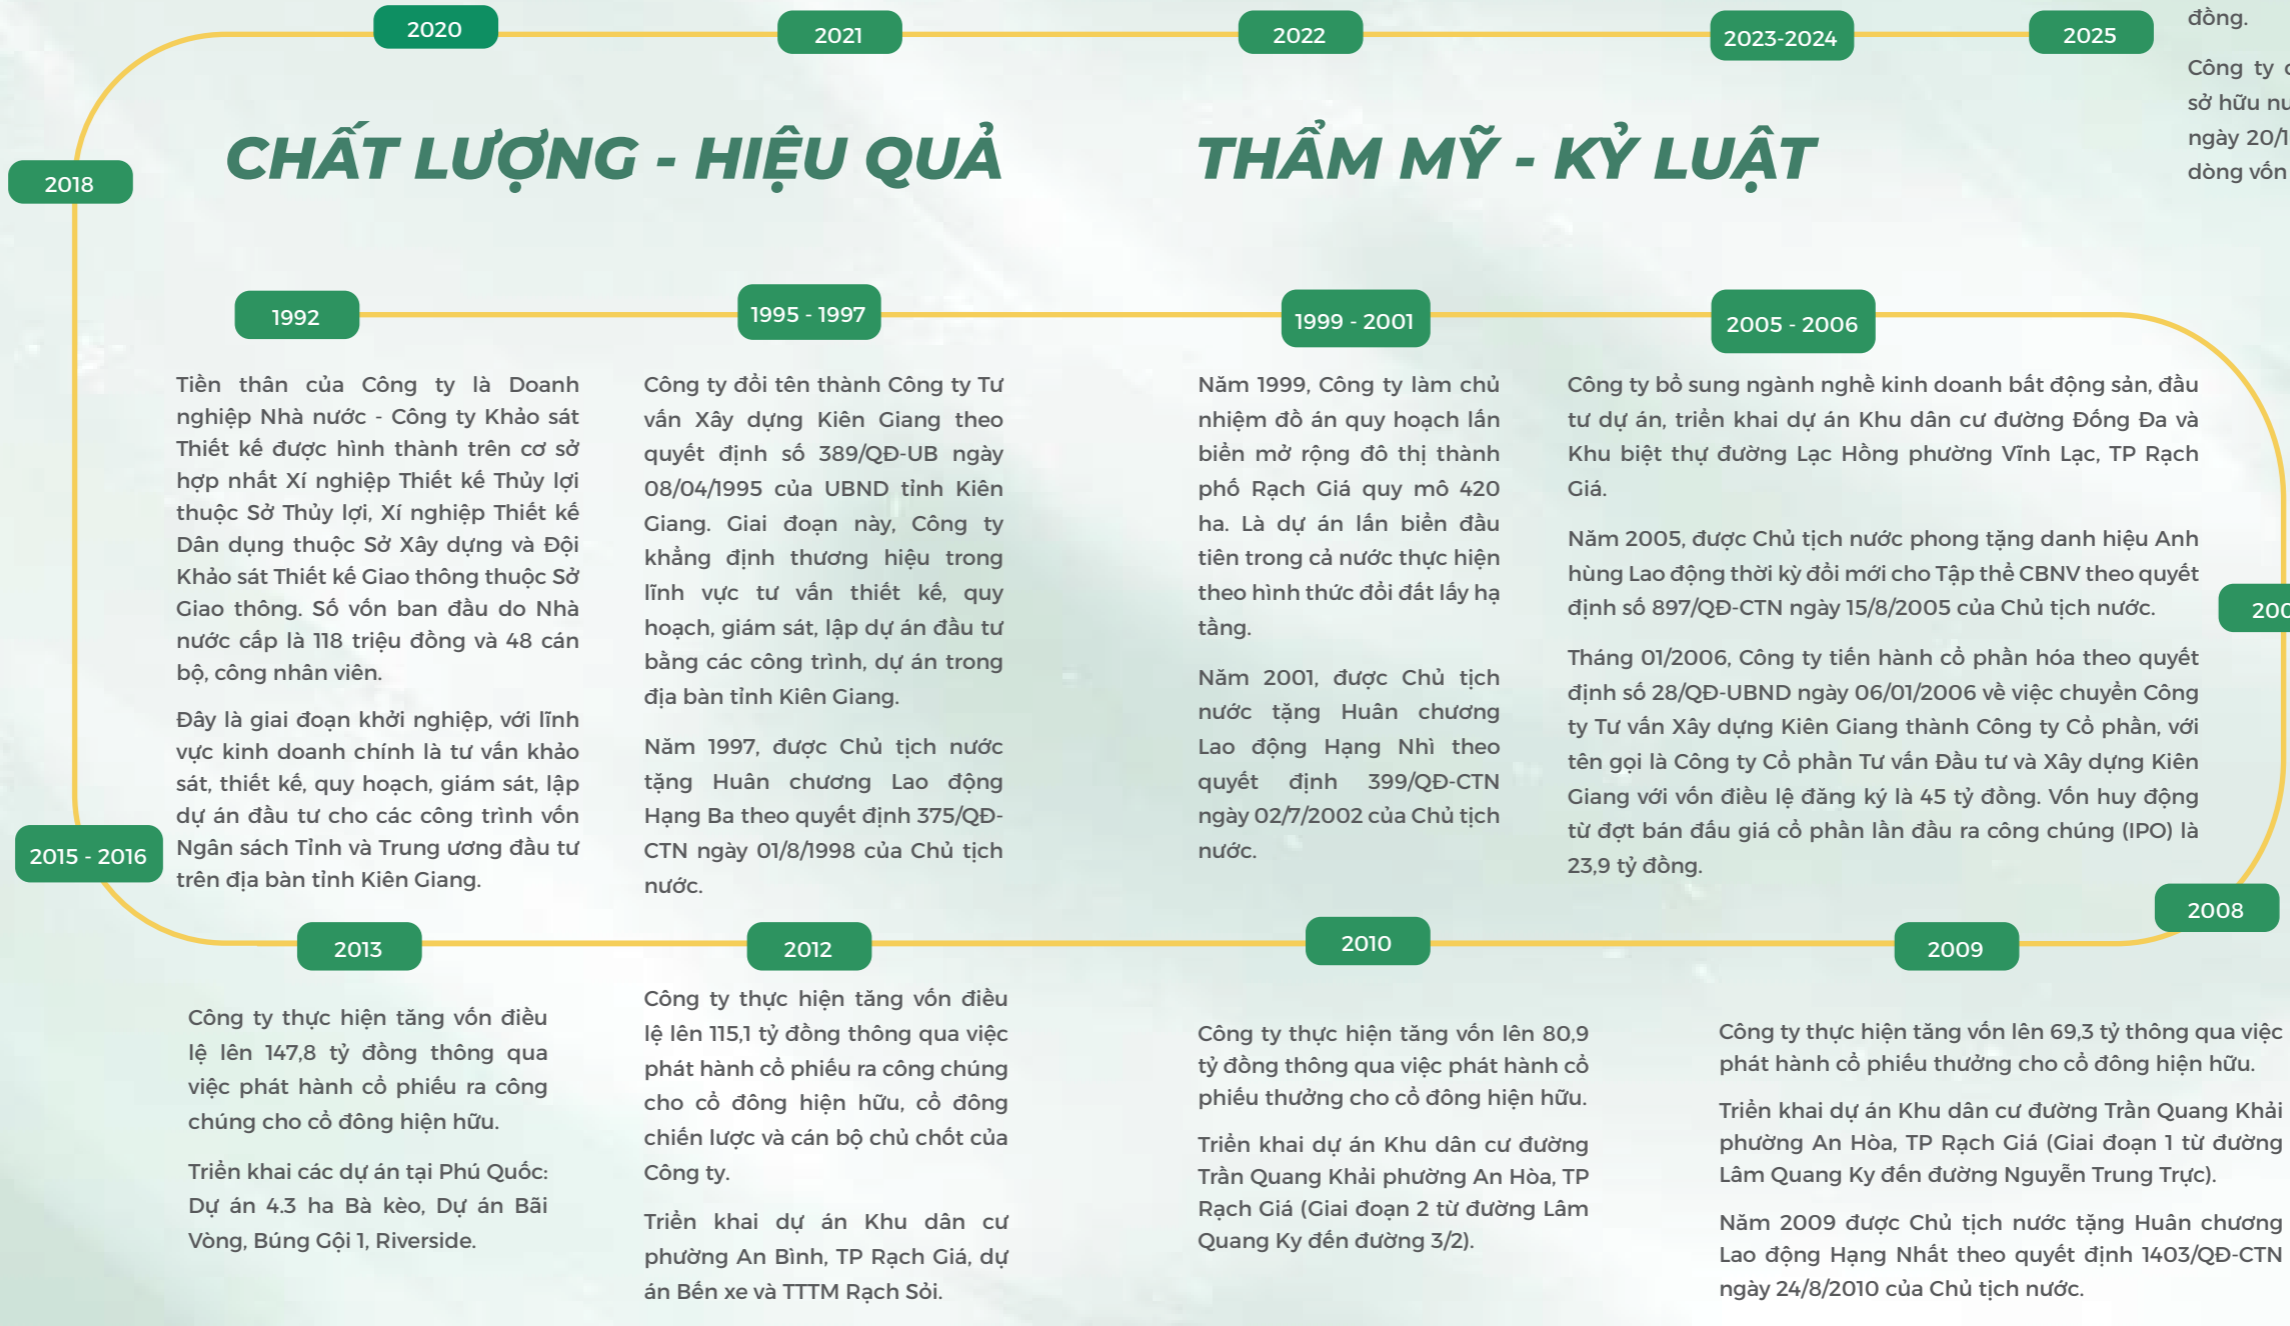 2020
2021
2022
2023-2024
2025
đồng.
Công ty
sở hữu
ngày
dòng vốn
2018
CHẤT LƯỢNG - HIỆU QUẢ
THẨM MỸ - KỶ LUẬT
1992
Tiền thân của Công ty là Doanh
nghiệp Nhà nước - Công ty Khảo sát
Thiết kế được hình thành trên cơ sở
hợp nhất Xí nghiệp Thiết kế Thủy lợi
thuộc Sở Thủy lợi, Xí nghiệp Thiết kế
Dân dụng thuộc Sở Xây dựng và Đội
Khảo sát Thiết kế Giao thông thuộc Sở
Giao thông. Số vốn ban đầu do Nhà
nước cấp là 118 triệu đồng và 48 cán
bộ, công nhân viên.
Đây là giai đoạn khởi nghiệp, với lĩnh
vực kinh doanh chính là tư vấn khảo
sát, thiết kế, quy hoạch, giám sát, lập
dự án đầu tư cho các công trình vốn
Ngân sách Tỉnh và Trung ương đầu tư
trên địa bàn tỉnh Kiên Giang.
1995 - 1997
Công ty đổi tên thành Công ty Tư
vấn Xây dựng Kiên Giang theo
quyết định số 389/QĐ-UB ngày
08/04/1995 của UBND tỉnh Kiên
Giang. Giai đoạn này, Công ty
khẳng định thương hiệu trong
lĩnh vực tư vấn thiết kế, quy
hoạch, giám sát, lập dự án đầu tư
bằng các công trình, dự án trong
địa bàn tỉnh Kiên Giang.
Năm 1997, được Chủ tịch nước
tặng Huân chương Lao động
Hạng Ba theo quyết định 375/QĐ-
CTN ngày 01/8/1998 của Chủ tịch
nước.
1999 - 2001
Năm 1999, Công ty làm chủ
nhiệm đồ án quy hoạch lấn
biển mở rộng đô thị thành
phố Rạch Giá quy mô 420
ha. Là dự án lấn biển đầu
tiên trong cả nước thực hiện
theo hình thức đổi đất lấy hạ
tầng.
Năm 2001, được Chủ tịch
nước tặng Huân chương
Lao động Hạng Nhì theo
quyết định 399/QĐ-CTN
ngày 02/7/2002 của Chủ tịch
nước.
2005 - 2006
Công ty bổ sung ngành nghề kinh doanh bất động sản, đầu
tư dự án, triển khai dự án Khu dân cư đường Đống Đa và
Khu biệt thự đường Lạc Hồng phường Vĩnh Lạc, TP Rạch
Giá.
Năm 2005, được Chủ tịch nước phong tặng danh hiệu Anh
hùng Lao động thời kỳ đổi mới cho Tập thể CBNV theo quyết
định số 897/QĐ-CTN ngày 15/8/2005 của Chủ tịch nước.
Tháng 01/2006, Công ty tiến hành cổ phần hóa theo quyết
định số 28/QĐ-UBND ngày 06/01/2006 về việc chuyển Công
ty Tư vấn Xây dựng Kiên Giang thành Công ty Cổ phần, với
tên gọi là Công ty Cổ phần Tư vấn Đầu tư và Xây dựng Kiên
Giang với vốn điều lệ đăng ký là 45 tỷ đồng. Vốn huy động
từ đợt bán đấu giá cổ phần lần đầu ra công chúng (IPO) là
23,9 tỷ đồng.
2008
2015 - 2016
2013
Công ty thực hiện tăng vốn điều
lệ lên 147,8 tỷ đồng thông qua
việc phát hành cổ phiếu ra công
chúng cho cổ đông hiện hữu.
Triển khai các dự án tại Phú Quốc:
Dự án 4.3 ha Bà kèo, Dự án Bãi
Vòng, Búng Gội 1, Riverside.
2012
Công ty thực hiện tăng vốn điều
lệ lên 115,1 tỷ đồng thông qua việc
phát hành cổ phiếu ra công chúng
cho cổ đông hiện hữu, cổ đông
chiến lược và cán bộ chủ chốt của
Công ty.
Triển khai dự án Khu dân cư
phường An Bình, TP Rạch Giá, dự
án Bến xe và TTTM Rạch Sỏi.
2010
Công ty thực hiện tăng vốn lên 80,9
tỷ đồng thông qua việc phát hành cổ
phiếu thưởng cho cổ đông hiện hữu.
Triển khai dự án Khu dân cư đường
Trần Quang Khải phường An Hòa, TP
Rạch Giá (Giai đoạn 2 từ đường Lâm
Quang Ky đến đường 3/2).
2009
Công ty thực hiện tăng vốn lên 69,3 tỷ thông qua việc
phát hành cổ phiếu thưởng cho cổ đông hiện hữu.
Triển khai dự án Khu dân cư đường Trần Quang Khải
phường An Hòa, TP Rạch Giá (Giai đoạn 1 từ đường
Lâm Quang Ky đến đường Nguyễn Trung Trực).
Năm 2009 được Chủ tịch nước tặng Huân chương
Lao động Hạng Nhất theo quyết định 1403/QĐ-CTN
ngày 24/8/2010 của Chủ tịch nước.